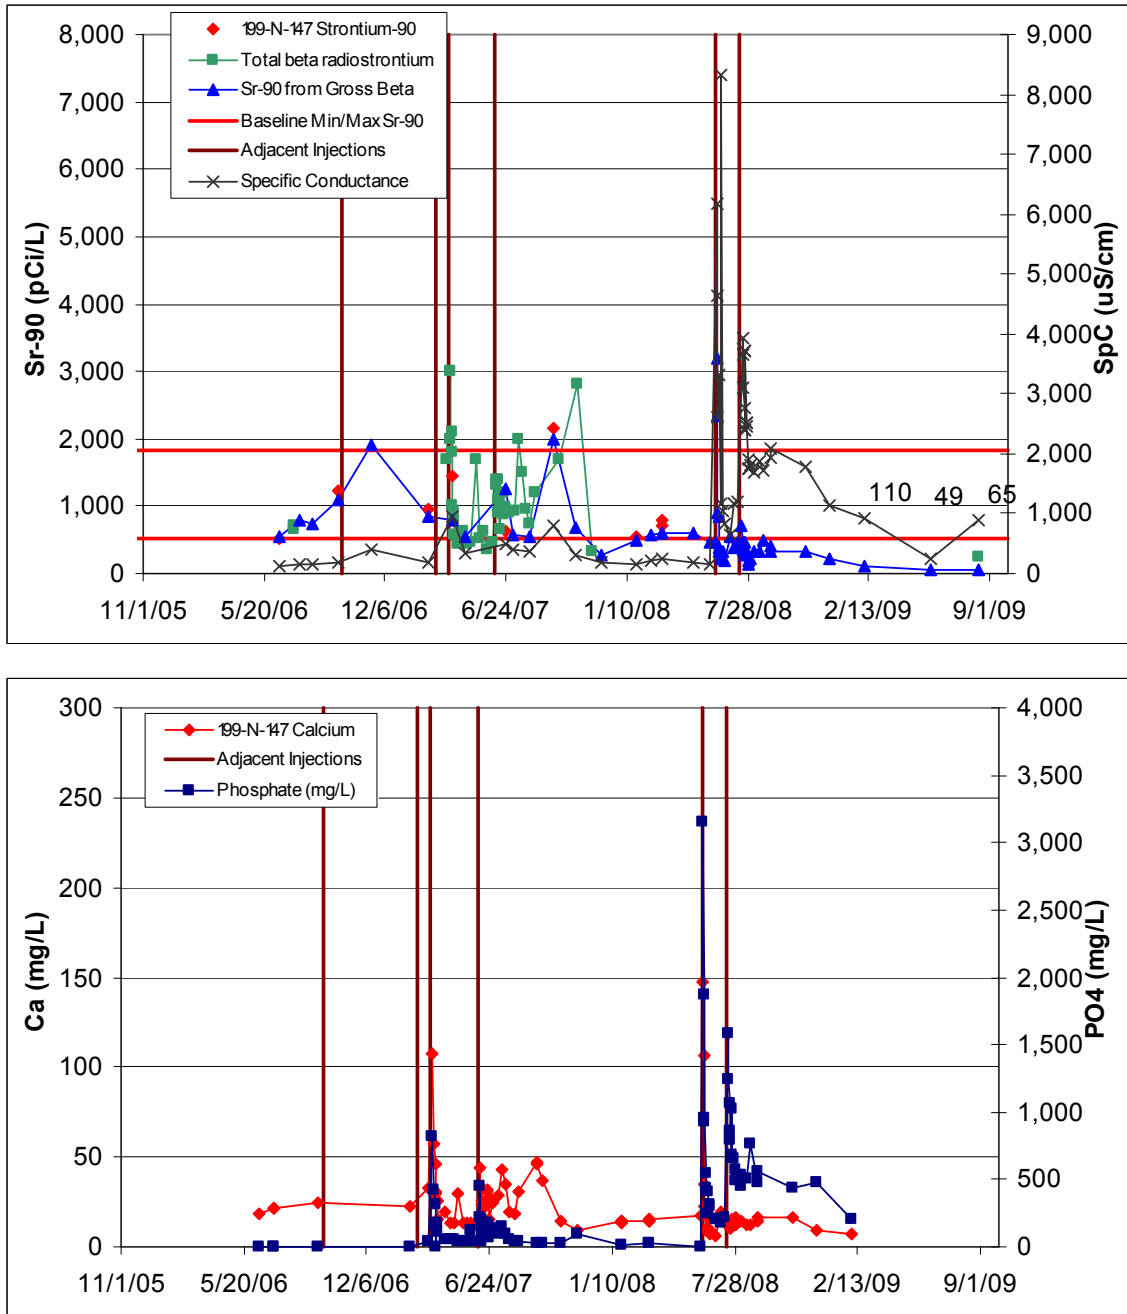 8,000
7,000
6,000
5,000
4,000
3,000
2,000
1,000
0
Sr-90 (pCi/L)
199-N-147 Strontium-90
Total beta radiostrontium
Sr-90 from Gross Beta
Baseline Min/Max Sr-90
Adjacent Injections
Specific Conductance
9,000
8,000
7,000
6,000
5,000
4,000
3,000
2,000
1,000
0
SpC (uS/cm)
110 49 65
11/1/05 5/20/06 12/6/06 6/24/07 1/10/08 7/28/08 2/13/09 9/1/09
300
250
200
150
100
50
0
Ca (mg/L)
199-N-147 Calcium
Adjacent Injections
Phosphate (mg/L)
4,000
3,500
3,000
2,500
2,000
1,500
1,000
500
0
PO4 (mg/L)
11/1/05 5/20/06 12/6/06 6/24/07 1/10/08 7/28/08 2/13/09 9/1/09